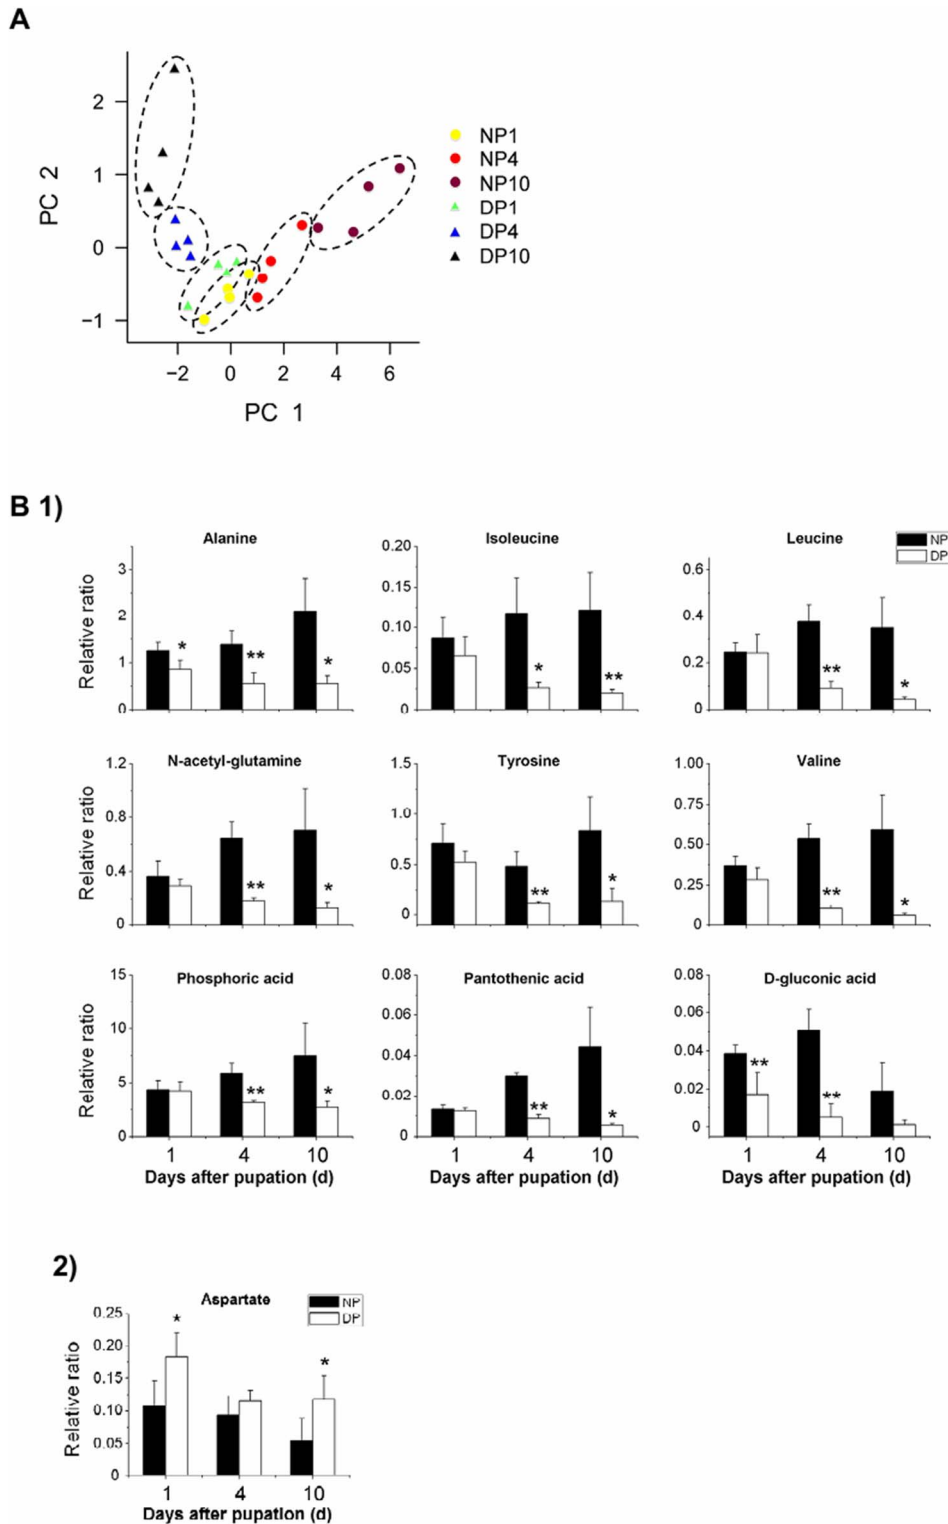 A
PC 2
2
1
0
−1
−2 0 2 4 6
PC 1
NP1
NP4
NP10
DP1
DP4
DP10
B 1)
Alanine
Relative ratio
3
2
1
0
* ** *
Isoleucine
0.20
0.15
0.10
0.05
0
* **
Leucine
NP
DP
0.6
0.4
0.2
0
** *
N-acetyl-glutamine
Relative ratio
1.2
0.8
0.4
0
** *
Tyrosine
1.5
1.0
0.5
0
** *
Valine
1.00
0.75
0.50
0.25
0
** *
Phosphoric acid
Relative ratio
15
10
5
0
** *
1 4 10
Days after pupation (d)
Pantothenic acid
0.08
0.06
0.04
0.02
0
** *
1 4 10
Days after pupation (d)
D-gluconic acid
0.08
0.06
0.04
0.02
0
** **
1 4 10
Days after pupation (d)
2)
Aspartate
NP
DP
Relative ratio
0.25
0.20
0.15
0.10
0.05
0
* *
1 4 10
Days after pupation (d)